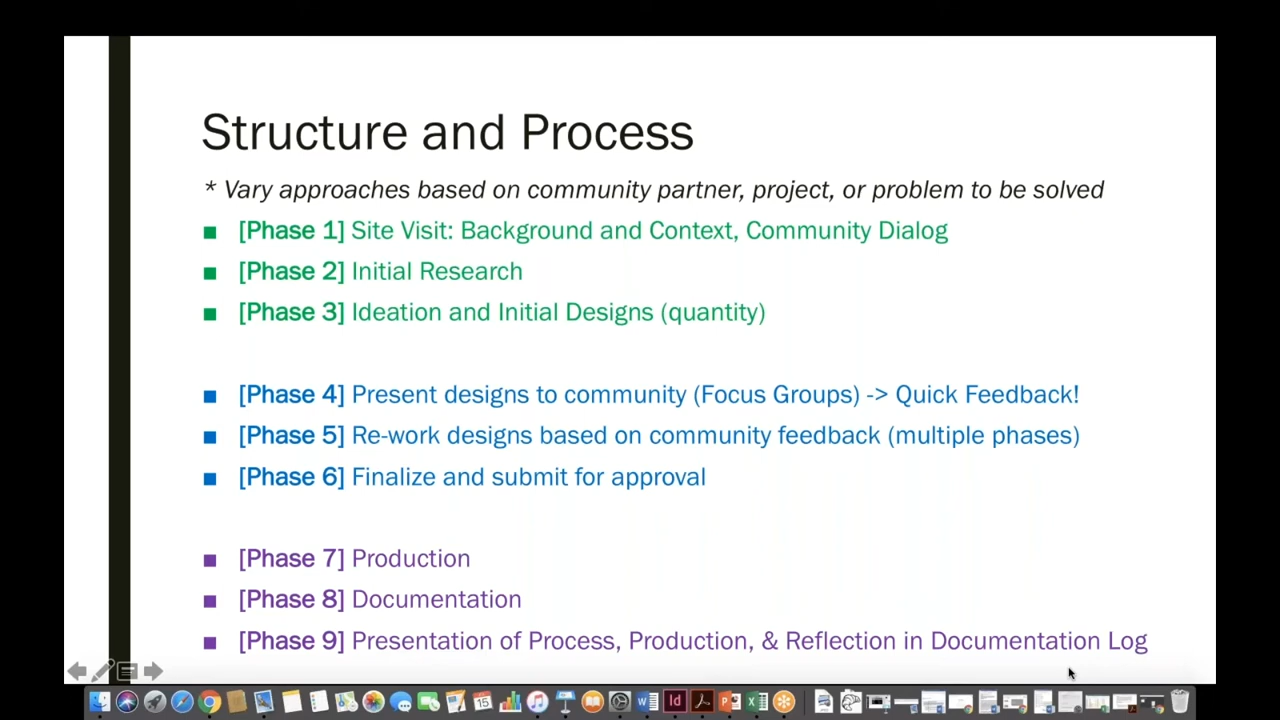 Structure and Process
* Vary approaches based on community partner, project, or problem to be solved
[Phase 1] Site Visit: Background and Context, Community Dialog
[Phase 2] Initial Research
[Phase 3] Ideation and Initial Designs (quantity)
[Phase 4] Present designs to community (Focus Groups) -> Quick Feedback!
[Phase 5] Re-work designs based on community feedback (multiple phases)
[Phase 6] Finalize and submit for approval
[Phase 7] Production
[Phase 8] Documentation
[Phase 9] Presentation of Process, Production, & Reflection in Documentation Log
15
Id